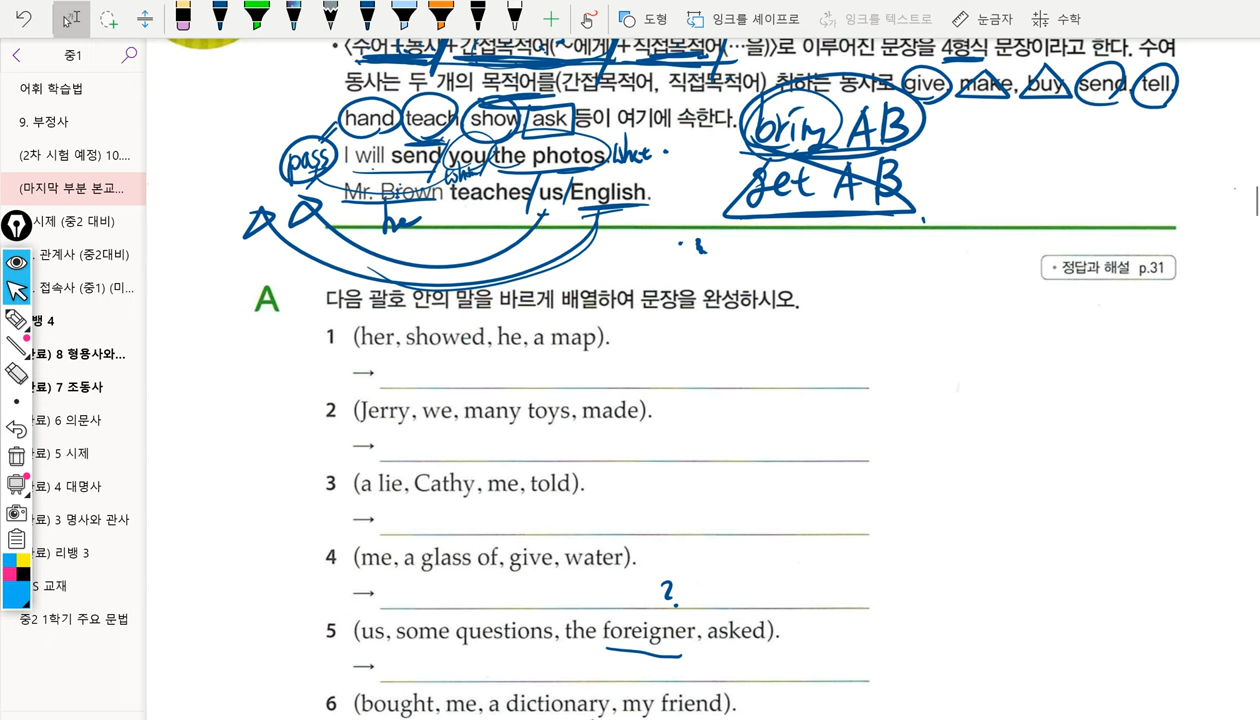 도형
잉크를 셰이프로
잉크를 텍스트로
눈금자
수학
중1
어휘 학습법
9. 부정사
(2차 시험 예정) 10....
(마지막 부분 본교...
시제 (중2 대비)
. 관계사 (중2대비)
. 접속사 (중1) (미...
뱅 4
료) 8 형용사와...
료) 7 조동사
료) 6 의문사
료) 5 시제
료) 4 대명사
료) 3 명사와 관사
료) 리뱅 3
S 교재
중2 1학기 주요 문법
• 〈수여동사+간접목적어(~에게)+직접목적어(…을)〉로 이루어진 문장을 4형식 문장이라고 한다. 수여
동사는 두 개의 목적어를(간접목적어, 직접목적어) 취하는 동사로 give, make, buy, send, tell,
hand, teach, show, ask 등이 여기에 속한다.
bring AB
get AB
pass
I will send you the photos. what
Mr. Brown teaches us English.
he
• 정답과 해설 p.31
A 다음 괄호 안의 말을 바르게 배열하여 문장을 완성하시오.
1 (her, showed, he, a map).
→
2 (Jerry, we, many toys, made).
→
3 (a lie, Cathy, me, told).
→
4 (me, a glass of, give, water).
→ ?
5 (us, some questions, the foreigner, asked).
→
6 (bought, me, a dictionary, my friend).